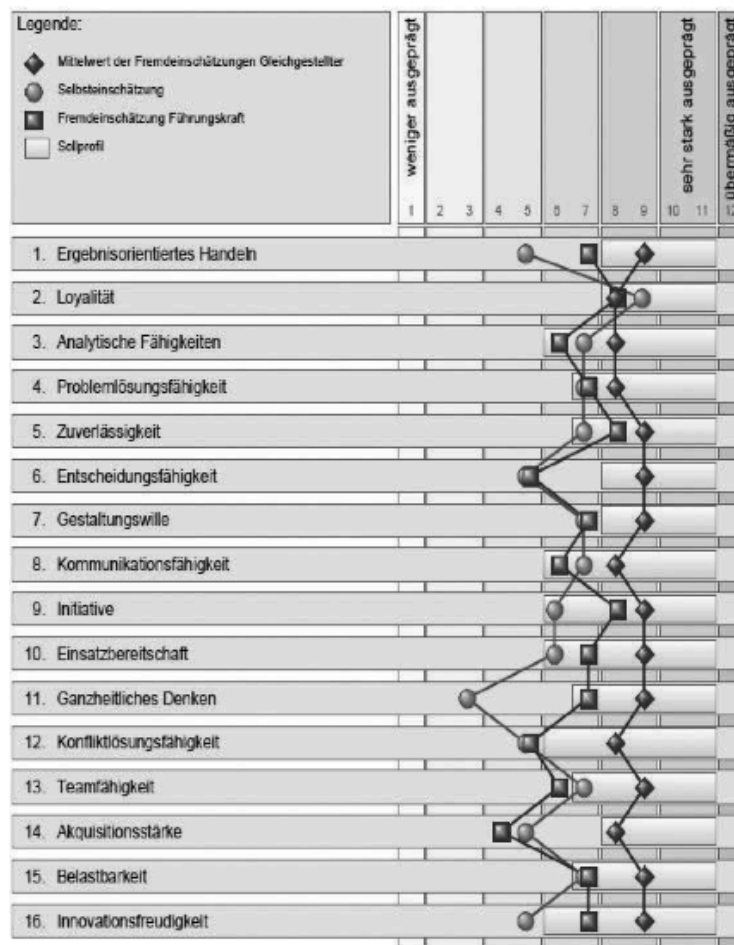 Legende:
Mittelwert der Fremdeinschätzungen Gleichgestellter
Selbsteinschätzung
Fremdeinschätzung Führungskraft
Sollprofil
weniger ausgeprägt
sehr stark ausgeprägt
übermäßig ausgeprägt
1 2 3 4 5 6 7 8 9 10 11 12
1. Ergebnisorientiertes Handeln
2. Loyalität
3. Analytische Fähigkeiten
4. Problemlösungsfähigkeit
5. Zuverlässigkeit
6. Entscheidungsfähigkeit
7. Gestaltungswille
8. Kommunikationsfähigkeit
9. Initiative
10. Einsatzbereitschaft
11. Ganzheitliches Denken
12. Konfliktlösungsfähigkeit
13. Teamfähigkeit
14. Akquisitionsstärke
15. Belastbarkeit
16. Innovationsfreudigkeit